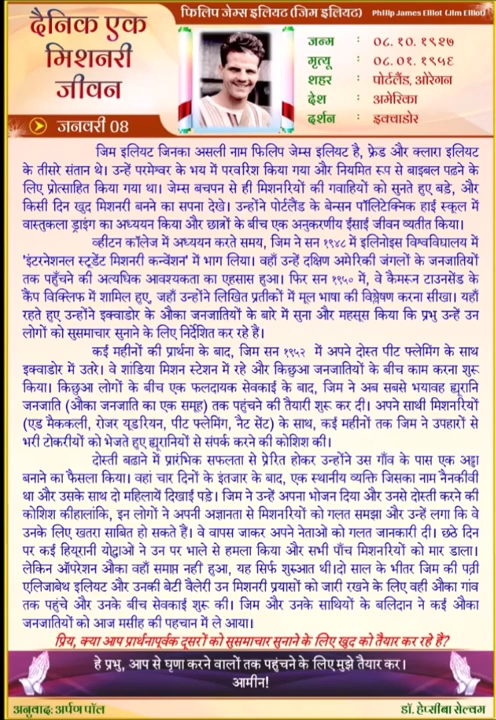 दैनिक एक
मिशनरी
जीवन
जनवरी 08
फिलिप जेम्स इलियट (जिम इलियट) Philip James Elliot (Jim Elliot)
जन्म : ०८. १०. १९२७
मृत्यू : ०८. ०१. १९५६
शहर : पोर्टलैंड, ओरेगन
देश : अमेरिका
दर्शन : इक्वाडोर
जिम इलियट जिनका असली नाम फिलिप जेम्स इलियट है, फ्रेड और क्लारा इलियट
के तीसरे संतान थे। उन्हें परमेश्वर के भय में परवरिश किया गया और नियमित रूप से बाइबल पढने के
लिए प्रोत्साहित किया गया था। जेम्स बचपन से ही मिशनरियों की गवाहियों को सुनते हुए बडे, और
किसी दिन खुद मिशनरी बनने का सपना देखे। उन्होंने पोर्टलैंड के बेन्सन पॉलिटेक्निक हाई स्कूल में
वास्तुकला ड्राइंग का अध्ययन किया और छात्रों के बीच एक अनुकरणीय ईसाई जीवन व्यतीत किया।
व्हीटन कॉलेज में अध्ययन करते समय, जिम ने सन १९४८ में इलिनोइस विश्वविद्यालय में
'इंटरनेशनल स्टूडेंट मिशनरी कन्वेंशन' में भाग लिया। वहाँ उन्हें दक्षिण अमेरिकी जंगलों के जनजातियों
तक पहुँचने की अत्यधिक आवश्यकता का एहसास हुआ। फिर सन १९५० में, वे कैमरून टाउनसेंड के
कैंप विक्लिफ में शामिल हुए, जहाँ उन्होंने लिखित प्रतीकों में मूल भाषा की विश्लेषण करना सीखा। यहाँ
रहते हुए उन्होंने इक्वाडोर के औका जनजातियों के बारे में सुना और महसूस किया कि प्रभु उन्हें उन
लोगों को सुसमाचार सुनाने के लिए निर्देशित कर रहे हैं।
कई महीनों की प्रार्थना के बाद, जिम सन १९५२ में अपने दोस्त पीट फ्लेमिंग के साथ
इक्वाडोर में उतरे। वे शांडिया मिशन स्टेशन में रहे और किछुआ जनजातियों के बीच काम करना शुरू
किया। किछुआ लोगों के बीच एक फलदायक सेवकाई के बाद, जिम ने अब सबसे भयावह ह्यूरानि
जनजाति (औका जनजाति का एक समूह) तक पहुंचने की तैयारी शुरू कर दी। अपने साथी मिशनरियों
(एड मैककली, रोजर यूडरियन, पीट फ्लेमिंग, नैट सेंट) के साथ, कई महीनों तक जिम ने उपहारों से
भरी टोकरीयों को भेजते हुए ह्यूरानियों से संपर्क करने की कोशिश की।
दोस्ती बढाने में प्रारंभिक सफलता से प्रेरित होकर उन्होंने उस गाँव के पास एक अड्डा
बनाने का फैसला किया। वहां चार दिनों के इंतजार के बाद, एक स्थानीय व्यक्ति जिसका नाम नैनकीवी
था और उसके साथ दो महिलायें दिखाई पडे। जिम ने उन्हें अपना भोजन दिया और उनसे दोस्ती करने की
कोशिश कीहालांकि, इन लोगों ने अपनी अज्ञानता से मिशनरियों को गलत समझा और उन्हें लगा कि वे
उनके लिए खतरा साबित हो सकते हैं। वे वापस जाकर अपने नेताओं को गलत जानकारी दी। छठे दिन
पर कई हियूरानी योद्धाओं ने उन पर भाले से हमला किया और सभी पाँच मिशनरियों को मार डाला।
लेकिन ऑपरेशन औका वहाँ समाप्त नहीं हुआ, यह सिर्फ शुरूआत थी।दो साल के भीतर जिम की पत्नी
एलिजाबेथ इलियट और उनकी बेटी वैलेरी उन मिशनरी प्रयासों को जारी रखने के लिए वही औका गांव
तक पहुंचे और उनके बीच सेवकाई शुरू की। जिम और उनके साथियों के बलिदान ने कई औका
जनजातियों को आज मसीह की पहचान में ले आया।
प्रिय, क्या आप प्रार्थनापूर्वक दूसरों को सुसमाचार सुनाने के लिए खुद को तैयार कर रहे हैं?
हे प्रभु, आप से घृणा करने वालों तक पहुंचने के लिए मुझे तैयार कर।
आमीन!
अनुवाद: अर्पण पॉल
डॉ. हेप्सीबा सेल्वम